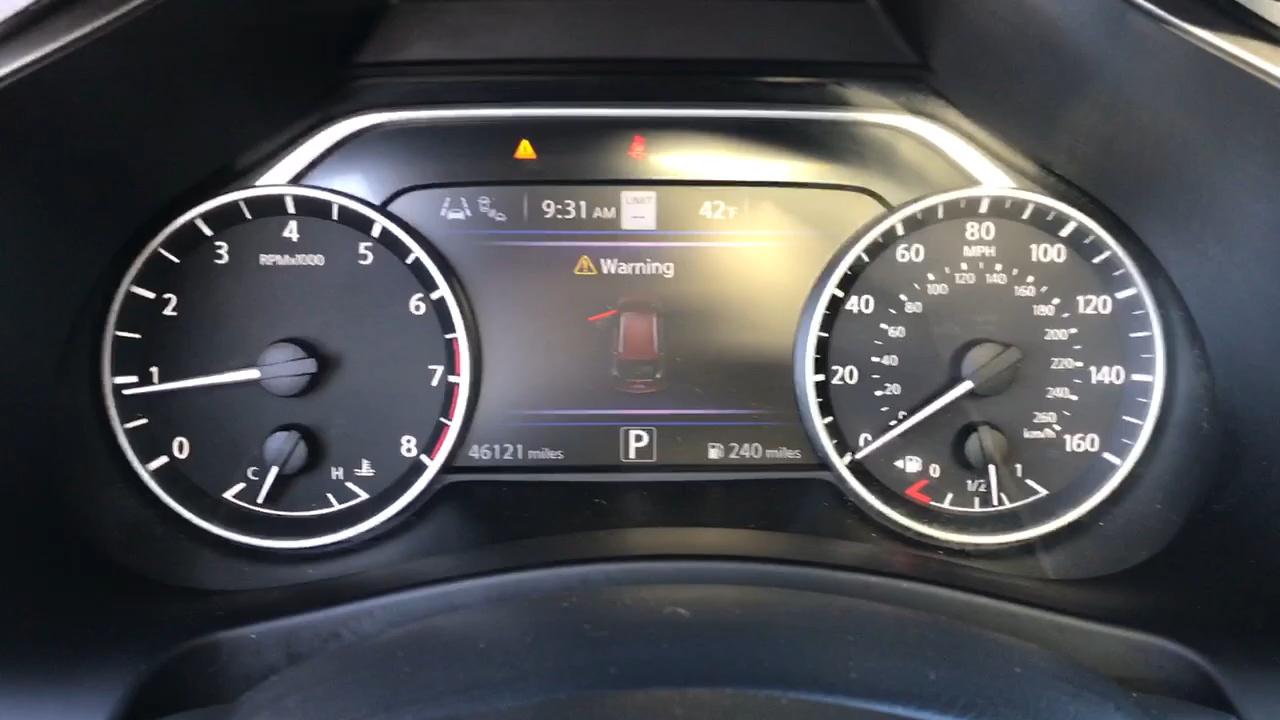 9:31 AM LIMIT -- 42°F
Warning
46121 miles P 240 miles
0 1 2 3 4 5 6 7 8
RPMx1000
C H
0 20 40 60 80 100 120 140 160
MPH
0 20 40 60 80 100 120 140 160 180 200 220 240 260
km/h
0 1/2 1